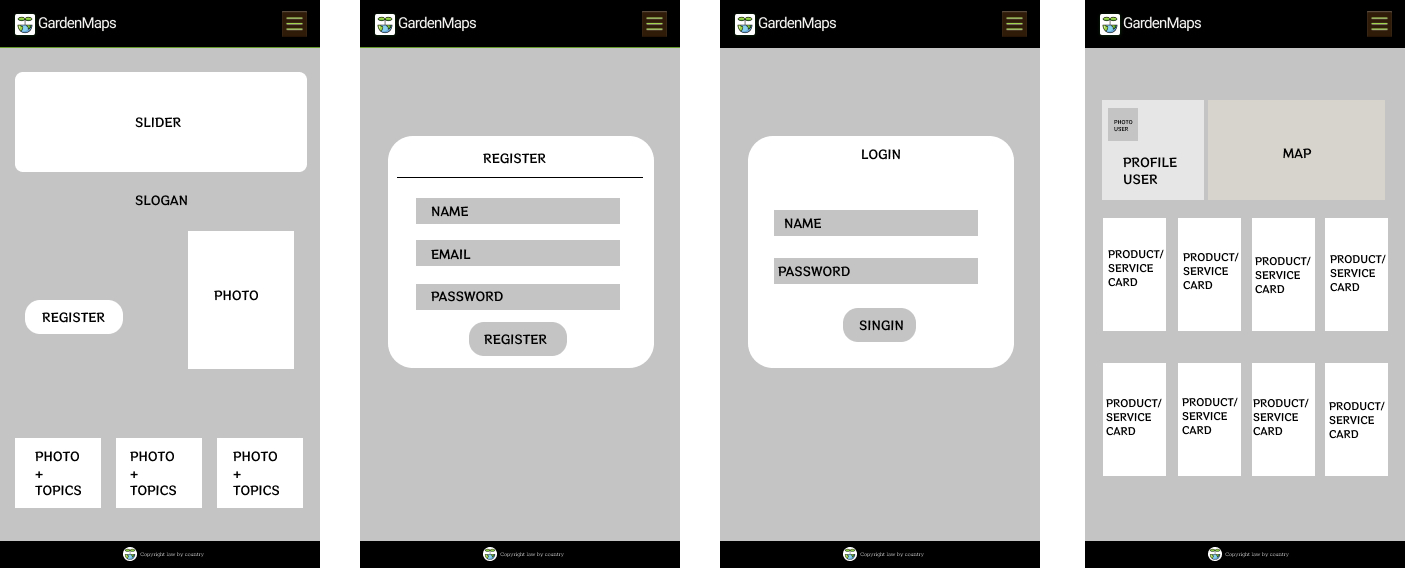 GardenMaps
SLIDER
SLOGAN
REGISTER
PHOTO
PHOTO
+
TOPICS
PHOTO
+
TOPICS
PHOTO
+
TOPICS
Copyright law by country
GardenMaps
REGISTER
NAME
EMAIL
PASSWORD
REGISTER
Copyright law by country
GardenMaps
LOGIN
NAME
PASSWORD
SINGIN
Copyright law by country
GardenMaps
PHOTO
USER
PROFILE
USER
MAP
PRODUCT/
SERVICE
CARD
PRODUCT/
SERVICE
CARD
PRODUCT/
SERVICE
CARD
PRODUCT/
SERVICE
CARD
PRODUCT/
SERVICE
CARD
PRODUCT/
SERVICE
CARD
PRODUCT/
SERVICE
CARD
PRODUCT/
SERVICE
CARD
Copyright law by country